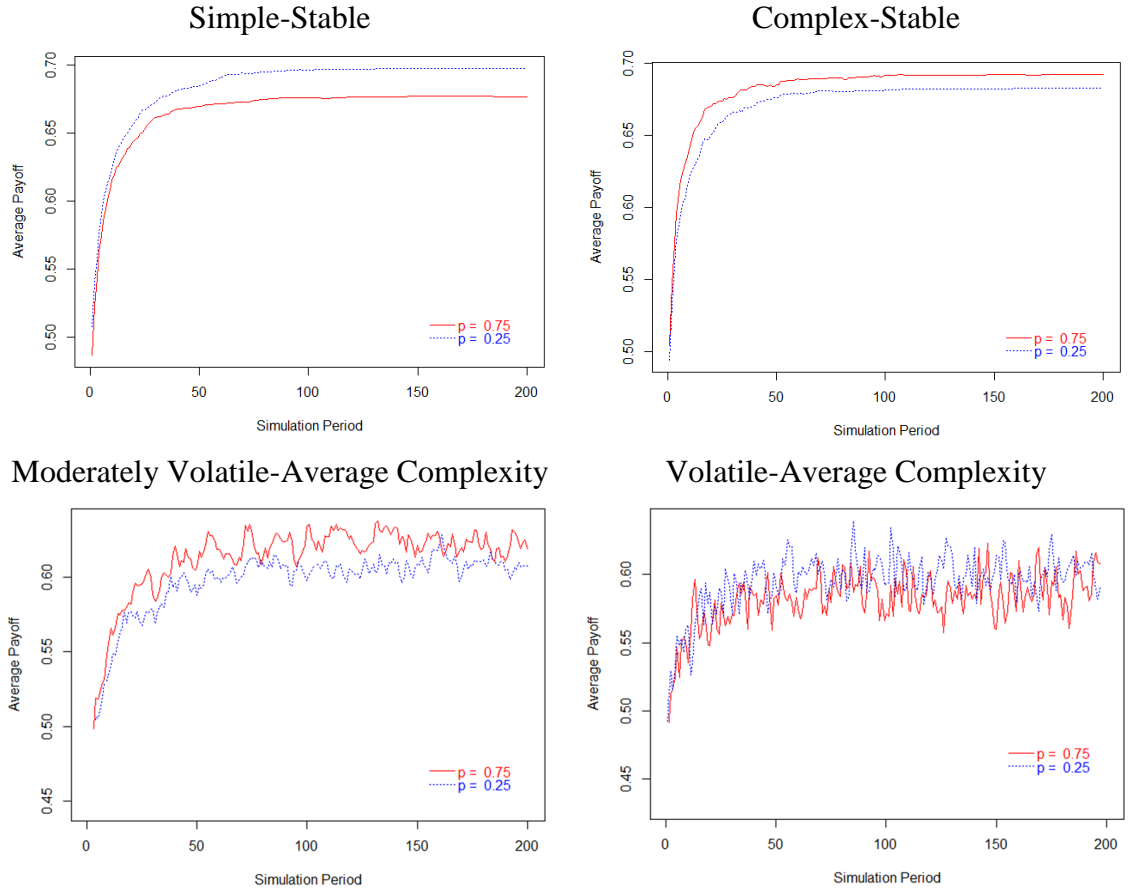 Simple-Stable
Average Payoff
0.70
0.65
0.60
0.55
0.50
p = 0.75
p = 0.25
0 50 100 150 200
Simulation Period
Complex-Stable
Average Payoff
0.70
0.65
0.60
0.55
0.50
p = 0.75
p = 0.25
0 50 100 150 200
Simulation Period
Moderately Volatile-Average Complexity
Average Payoff
0.60
0.55
0.50
0.45
p = 0.75
p = 0.25
0 50 100 150 200
Simulation Period
Volatile-Average Complexity
Average Payoff
0.60
0.55
0.50
0.45
p = 0.75
p = 0.25
0 50 100 150 200
Simulation Period